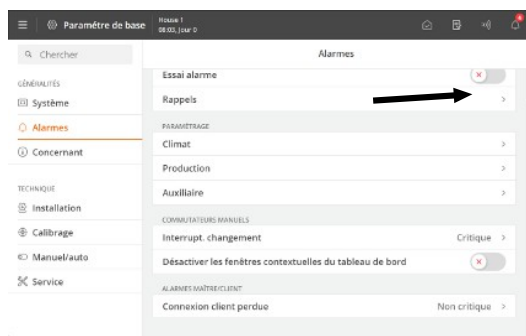 Paramétre de base
House 1
08:03, Jour 0
Chercher
Alarmes
GÉNÉRALITÉS
Système
Alarmes
Concernant
TECHNIQUE
Installation
Calibrage
Manuel/auto
Service
Essai alarme
Rappels
PARAMÉTRAGE
Climat
Production
Auxiliaire
COMMUTATEURS MANUELS
Interrupt. changement Critique
Désactiver les fenêtres contextuelles du tableau de bord
ALARMES MAÎTRE/CLIENT
Connexion client perdue Non critique